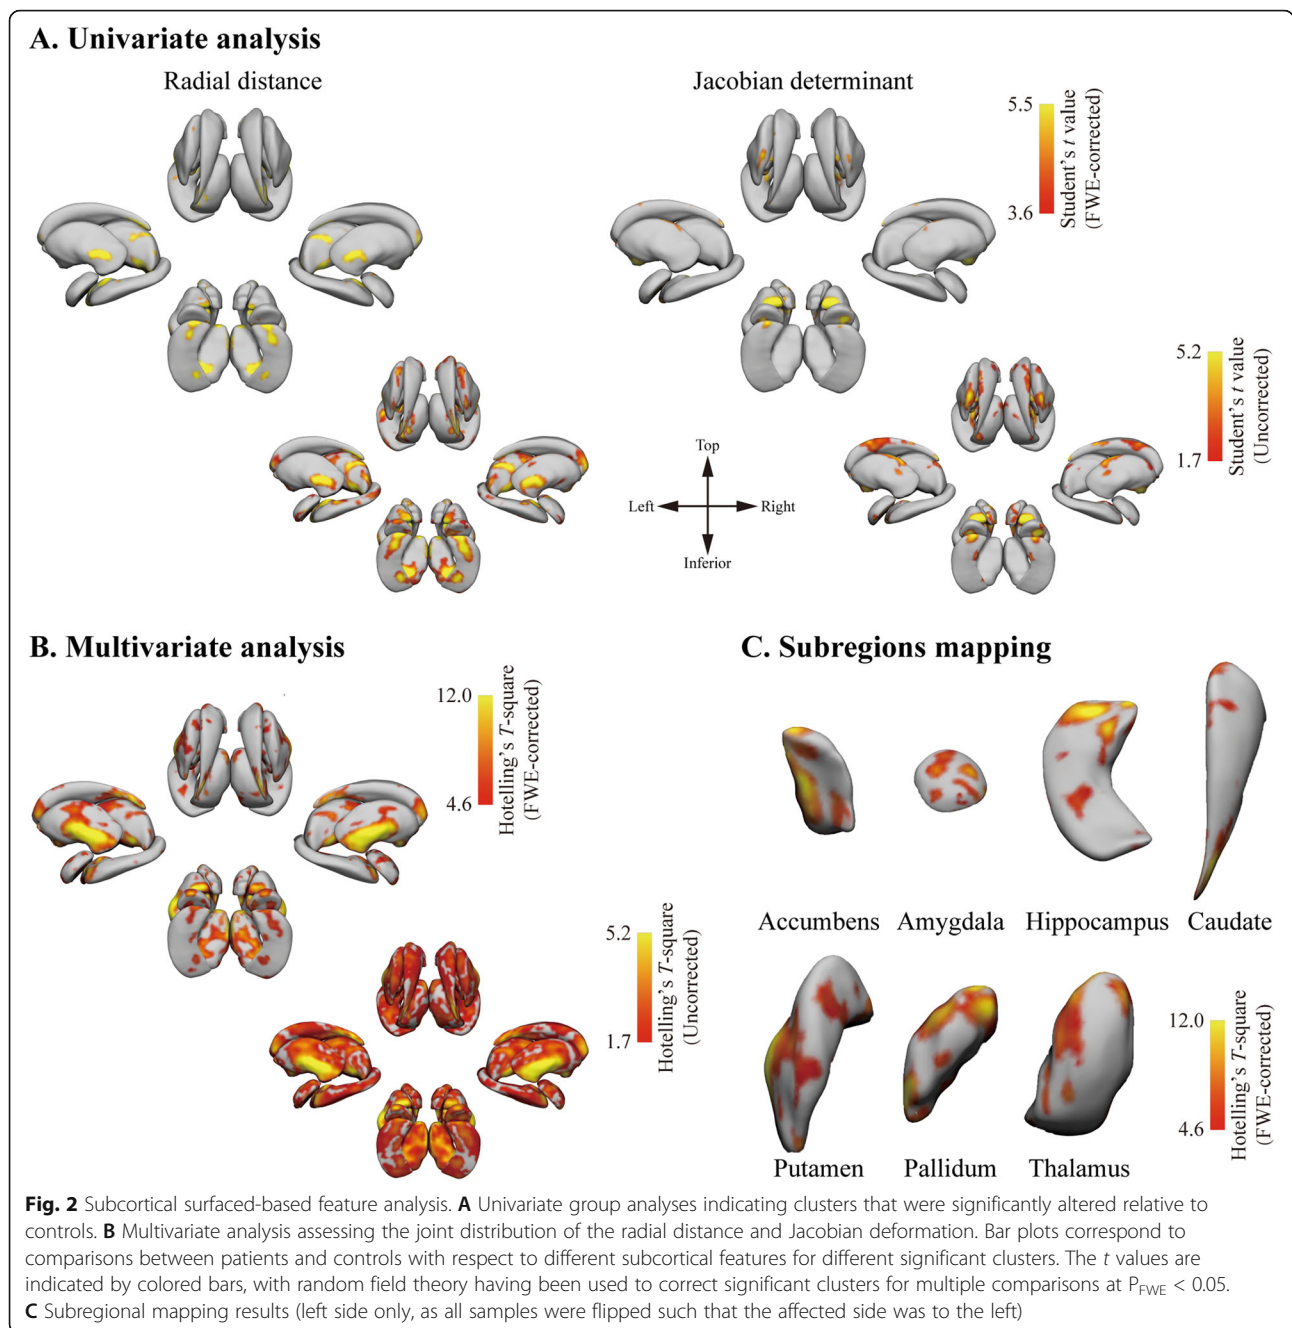 A. Univariate analysis
Radial distance
Jacobian determinant
5.5
3.6
Student's t value
(FWE-corrected)
5.2
1.7
Student's t value
(Uncorrected)
Top
Left
Right
Inferior
B. Multivariate analysis
12.0
4.6
Hotelling's T-square
(FWE-corrected)
5.2
1.7
Hotelling's T-square
(Uncorrected)
C. Subregions mapping
Accumbens
Amygdala
Hippocampus
Caudate
Putamen
Pallidum
Thalamus
12.0
4.6
Hotelling's T-square
(FWE-corrected)
Fig. 2 Subcortical surfaced-based feature analysis. A Univariate group analyses indicating clusters that were significantly altered relative to
controls. B Multivariate analysis assessing the joint distribution of the radial distance and Jacobian deformation. Bar plots correspond to
comparisons between patients and controls with respect to different subcortical features for different significant clusters. The t values are
indicated by colored bars, with random field theory having been used to correct significant clusters for multiple comparisons at PFWE < 0.05.
C Subregional mapping results (left side only, as all samples were flipped such that the affected side was to the left)